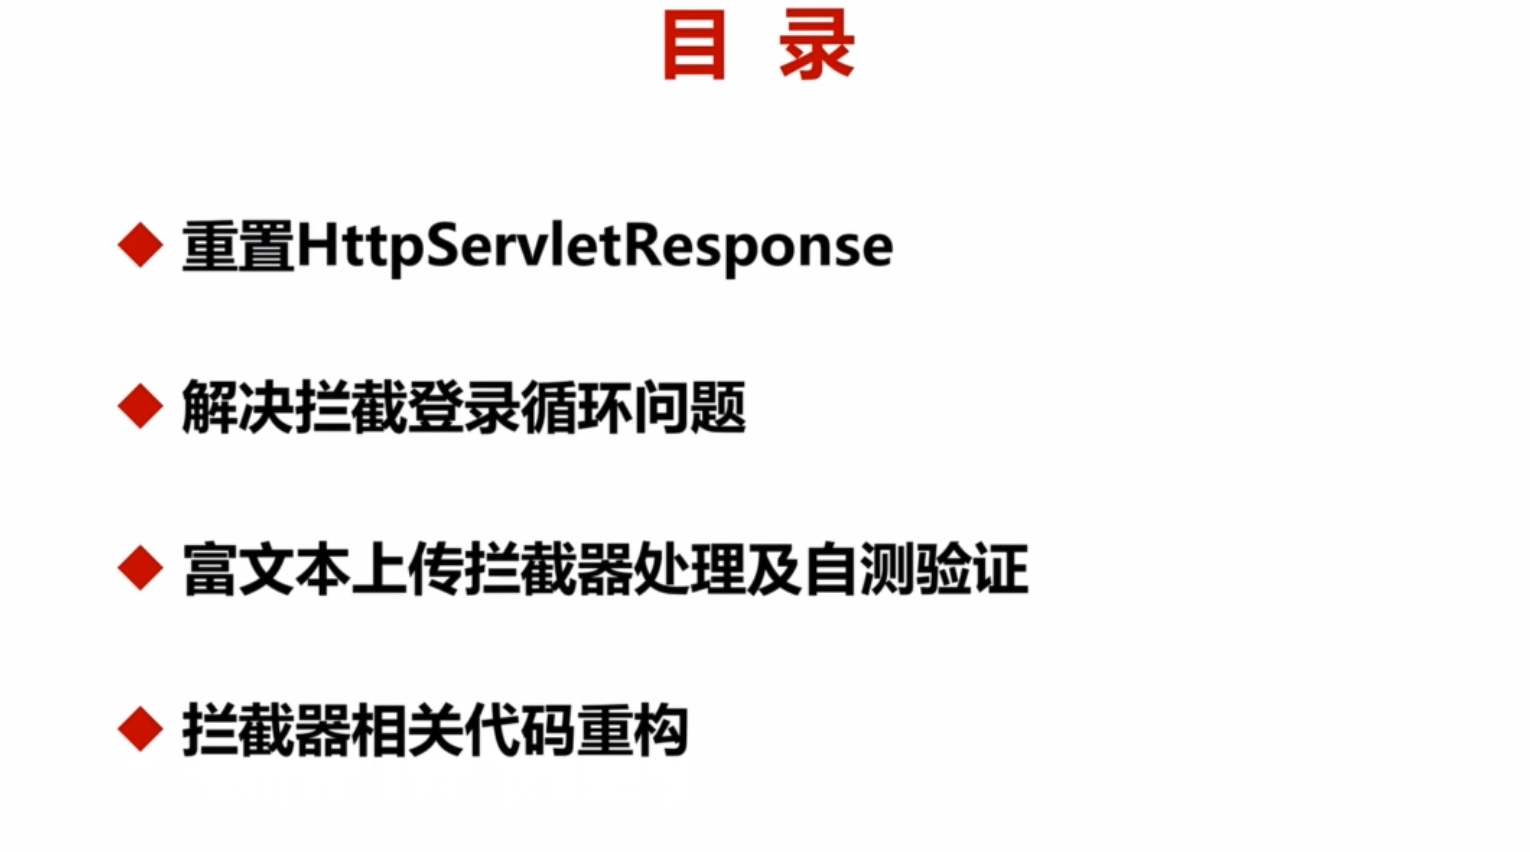 目 录
重置HttpServletResponse
解决拦截登录循环问题
富文本上传拦截器处理及自测验证
拦截器相关代码重构